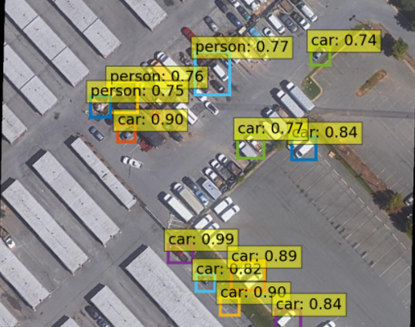 car: 0.74
person: 0.77
person: 0.76
person: 0.75
car: 0.90
car: 0.77
car: 0.84
car: 0.99
car: 0.89
car: 0.82
car: 0.90
car: 0.84